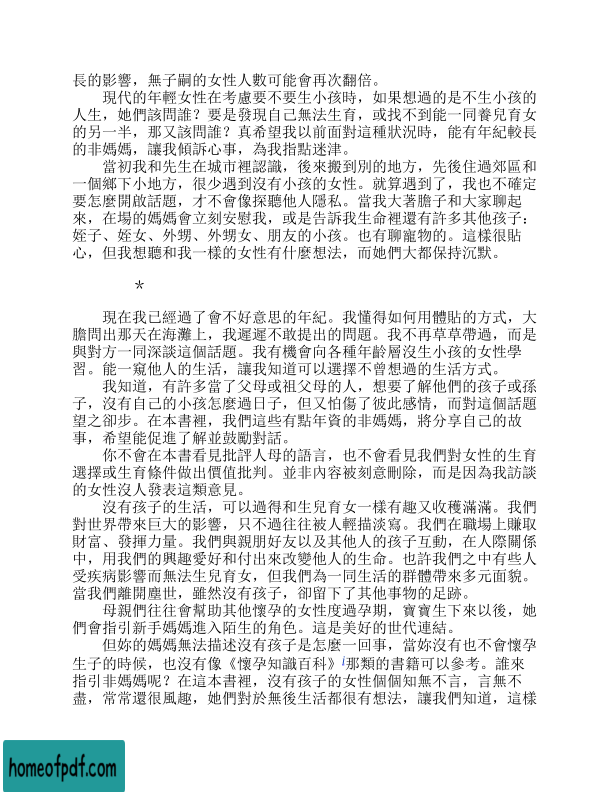 長的影響，無子嗣的女性人數可能會再次翻倍。
現代的年輕女性在考慮要不要生小孩時，如果想過的是不生小孩的
人生，她們該問誰？要是發現自己無法生育，或找不到能一同養兒育女
的另一半，那又該問誰？真希望我以前面對這種狀況時，能有年紀較長
的非媽媽，讓我傾訴心事，為我指點迷津。
當初我和先生在城市裡認識，後來搬到別的地方，先後住過郊區和
一個鄉下小地方，很少遇到沒有小孩的女性。就算遇到了，我也不確定
要怎麼開啟話題，才不會像探聽他人隱私。當我大著膽子和大家聊起
來，在場的媽媽會立刻安慰我，或是告訴我生命裡還有許多其他孩子：
姪子、姪女、外甥、外甥女、朋友的小孩。也有聊寵物的。這樣很貼
心，但我想聽和我一樣的女性有什麼想法，而她們大都保持沉默。
＊
現在我已經過了會不好意思的年紀。我懂得如何用體貼的方式，大
膽問出那天在海灘上，我遲遲不敢提出的問題。我不再草草帶過，而是
與對方一同深談這個話題。我有機會向各種年齡層沒生小孩的女性學
習。能一窺他人的生活，讓我知道可以選擇不曾想過的生活方式。
我知道，有許多當了父母或祖父母的人，想要了解他們的孩子或孫
子，沒有自己的小孩怎麼過日子，但又怕傷了彼此感情，而對這個話題
望之卻步。在本書裡，我們這些有點年資的非媽媽，將分享自己的故
事，希望能促進了解並鼓勵對話。
你不會在本書看見批評人母的語言，也不會看見我們對女性的生育
選擇或生育條件做出價值批判。並非內容被刻意刪除，而是因為我訪談
的女性沒人發表這類意見。
沒有孩子的生活，可以過得和生兒育女一樣有趣又收穫滿滿。我們
對世界帶來巨大的影響，只不過往往被人輕描淡寫。我們在職場上賺取
財富、發揮力量。我們與親朋好友以及其他人的孩子互動，在人際關係
中，用我們的興趣愛好和付出來改變他人的生命。也許我們之中有些人
受疾病影響而無法生兒育女，但我們為一同生活的群體帶來多元面貌。
當我們離開塵世，雖然沒有孩子，卻留下了其他事物的足跡。
母親們往往會幫助其他懷孕的女性度過孕期，寶寶生下來以後，她
們會指引新手媽媽進入陌生的角色。這是美好的世代連結。
但妳的媽媽無法描述沒有孩子是怎麼一回事，當妳沒有也不會懷孕
生子的時候，也沒有像《懷孕知識百科》i那類的書籍可以參考。誰來
指引非媽媽呢？在這本書裡，沒有孩子的女性個個知無不言，言無不
盡，常常還很風趣，她們對於無後生活都很有想法，讓我們知道，這樣
homeofpdf.com